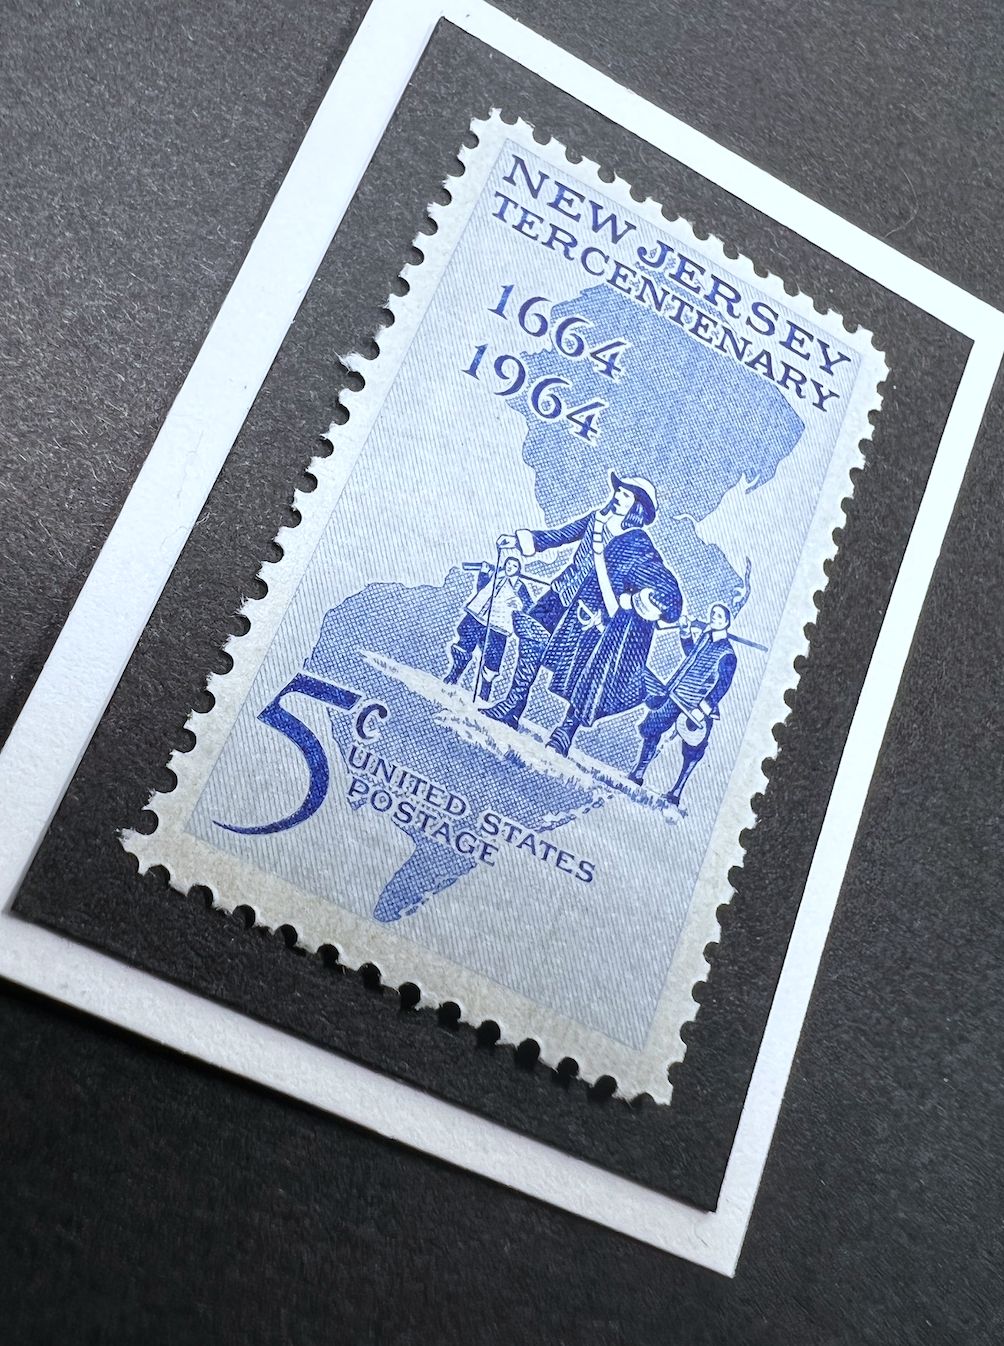 NEW JERSEY
TERCENTENARY
1664
1964
5c
UNITED STATES
POSTAGE